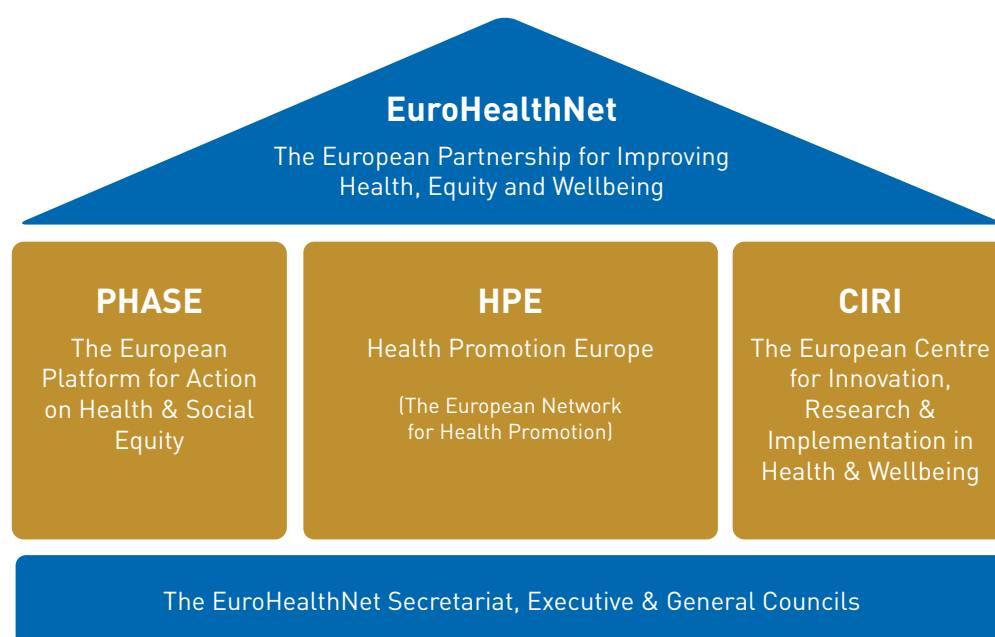 EuroHealthNet
The European Partnership for Improving
Health, Equity and Wellbeing
PHASE
The European
Platform for Action
on Health & Social
Equity
HPE
Health Promotion Europe
(The European Network
for Health Promotion)
CIRI
The European Centre
for Innovation,
Research &
Implementation in
Health & Wellbeing
The EuroHealthNet Secretariat, Executive & General Councils